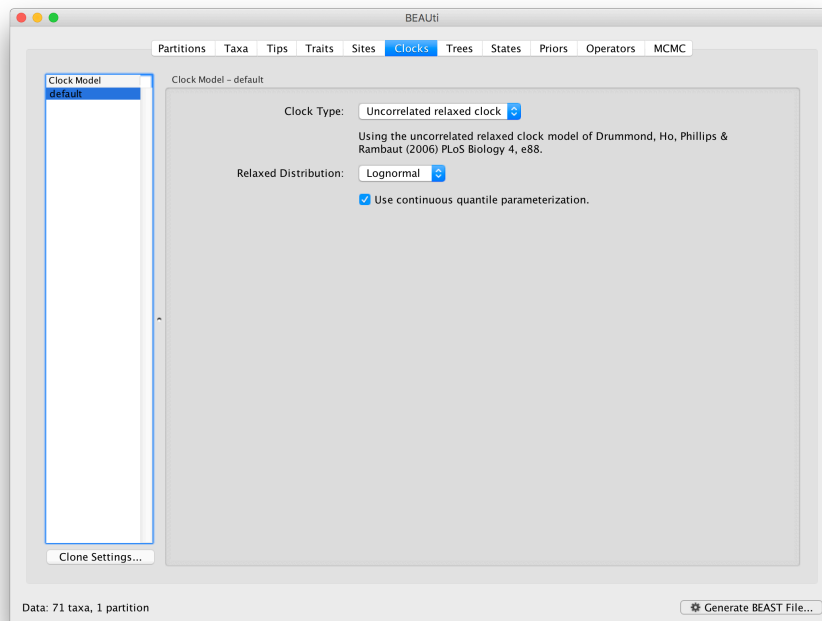 BEAUti
Partitions Taxa Tips Traits Sites Clocks Trees States Priors Operators MCMC
Clock Model
default
Clock Model – default
Clock Type: Uncorrelated relaxed clock
Using the uncorrelated relaxed clock model of Drummond, Ho, Phillips &
Rambaut (2006) PLoS Biology 4, e88.
Relaxed Distribution: Lognormal
Use continuous quantile parameterization.
Clone Settings...
Data: 71 taxa, 1 partition
Generate BEAST File...